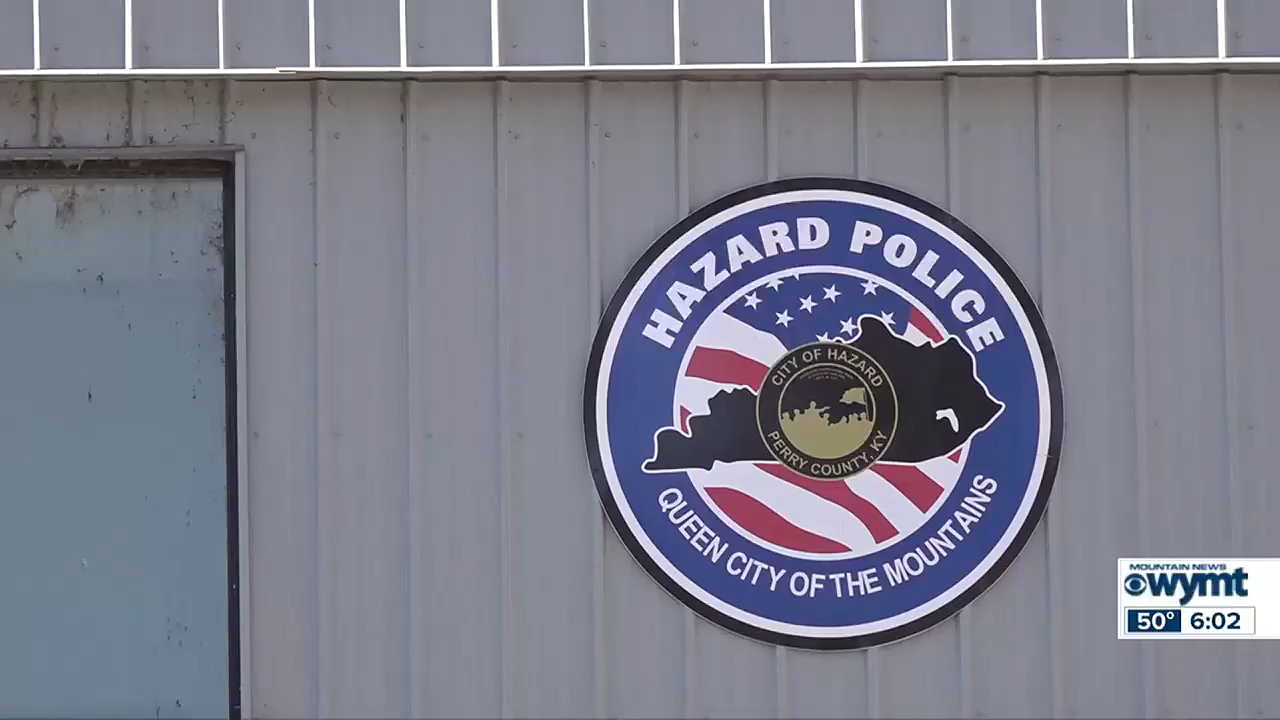 HAZARD POLICE
CITY OF HAZARD
PERRY COUNTY, KY
QUEEN CITY OF THE MOUNTAINS
MOUNTAIN NEWS
wymt
50° 6:02